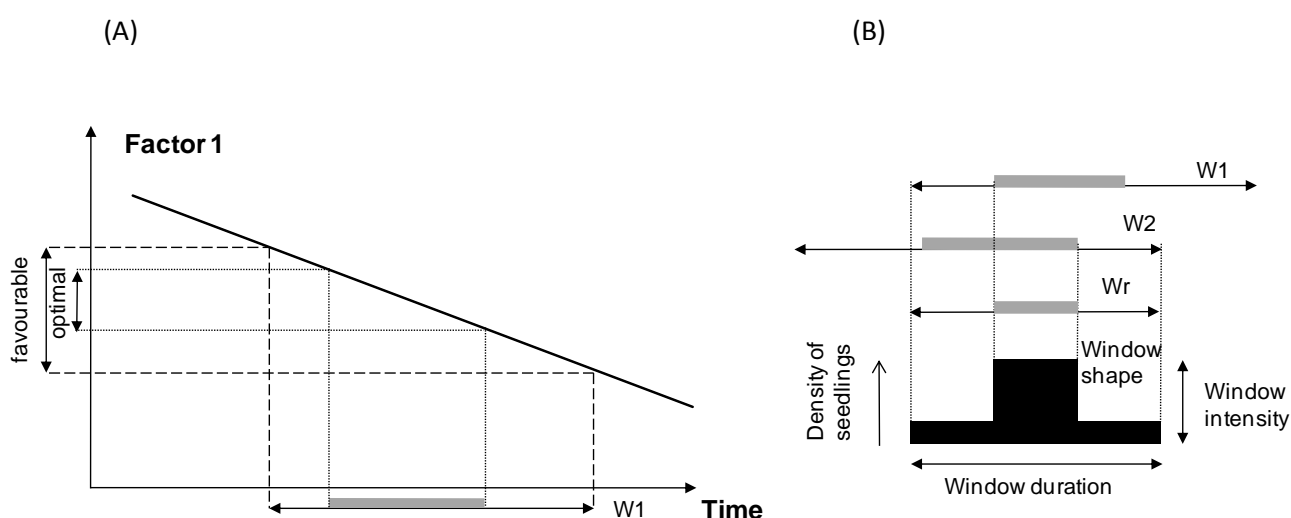 (A)
(B)
Factor 1
favourable
optimal
W1
Time
W1
W2
Wr
Density of
seedlings
Window
shape
Window
intensity
Window duration